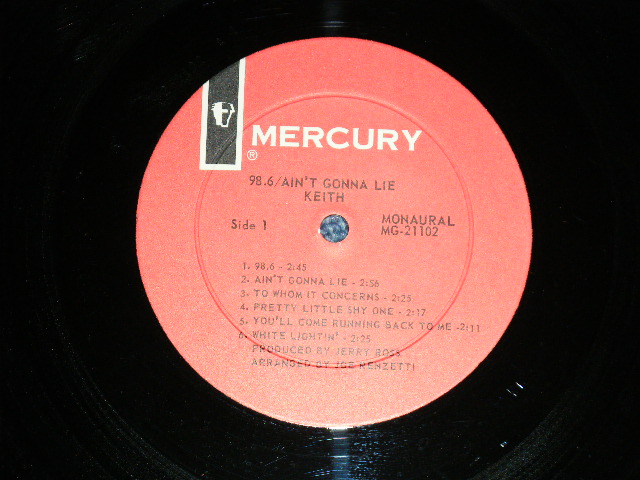 MERCURY
®
98.6/AIN'T GONNA LIE
KEITH
Side 1
MONAURAL
MG-21102
1. 98.6 - 2:45
2. AIN'T GONNA LIE - 2:56
3. TO WHOM IT CONCERNS - 2:25
4. PRETTY LITTLE SHY ONE - 2:17
5. YOU'LL COME RUNNING BACK TO ME -2:11
6. WHITE LIGHTIN' - 2:25
PRODUCED BY JERRY ROSS
ARRANGED BY JOE RENZETTI